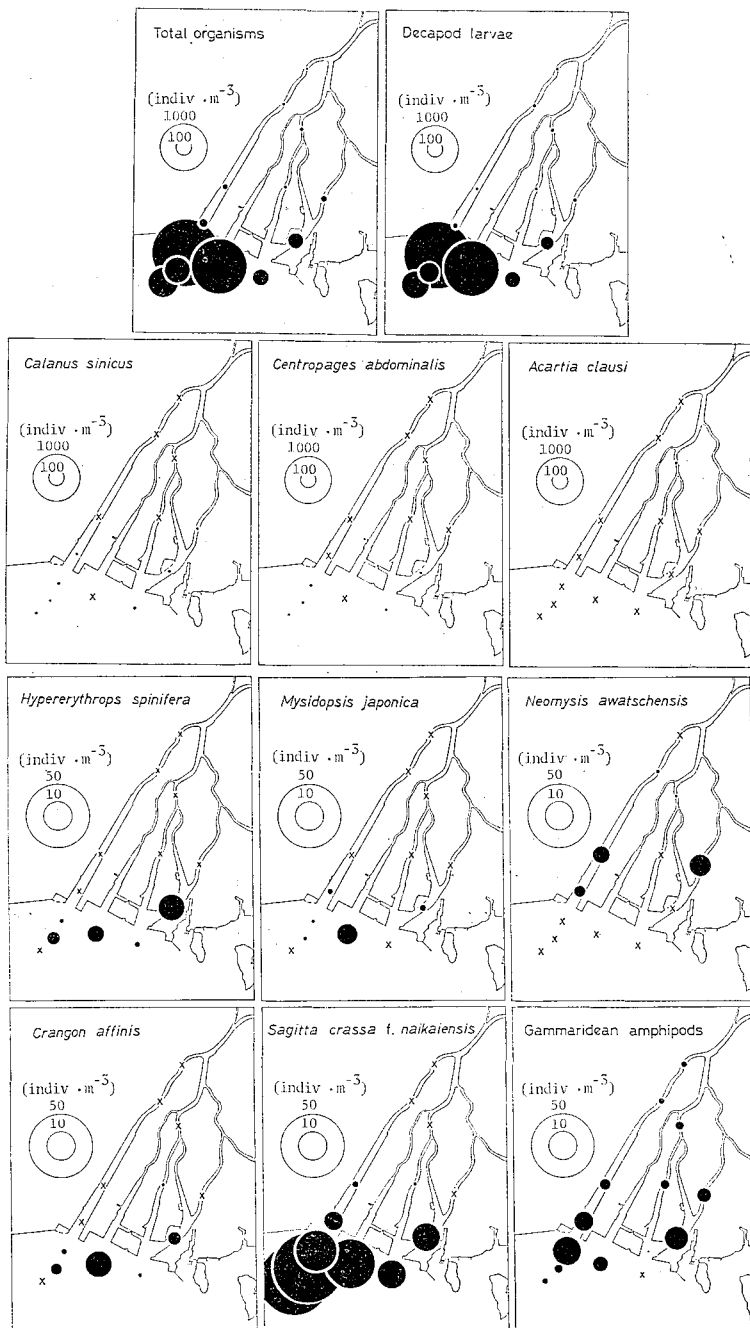 Total organisms
(indiv · m⁻³)
1000
100
Decapod larvae
(indiv · m⁻³)
1000
100
Calanus sinicus
(indiv · m⁻³)
1000
100
Centropages abdominalis
(indiv · m⁻³)
1000
100
Acartia clausi
(indiv · m⁻³)
1000
100
Hypererythrops spinifera
(indiv · m⁻³)
50
10
Mysidopsis japonica
(indiv · m⁻³)
50
10
Neomysis awatschensis
(indiv · m⁻³)
50
10
Crangon affinis
(indiv · m⁻³)
50
10
Sagitta crassa f. naikaiensis
(indiv · m⁻³)
50
10
Gammaridean amphipods
(indiv · m⁻³)
50
10